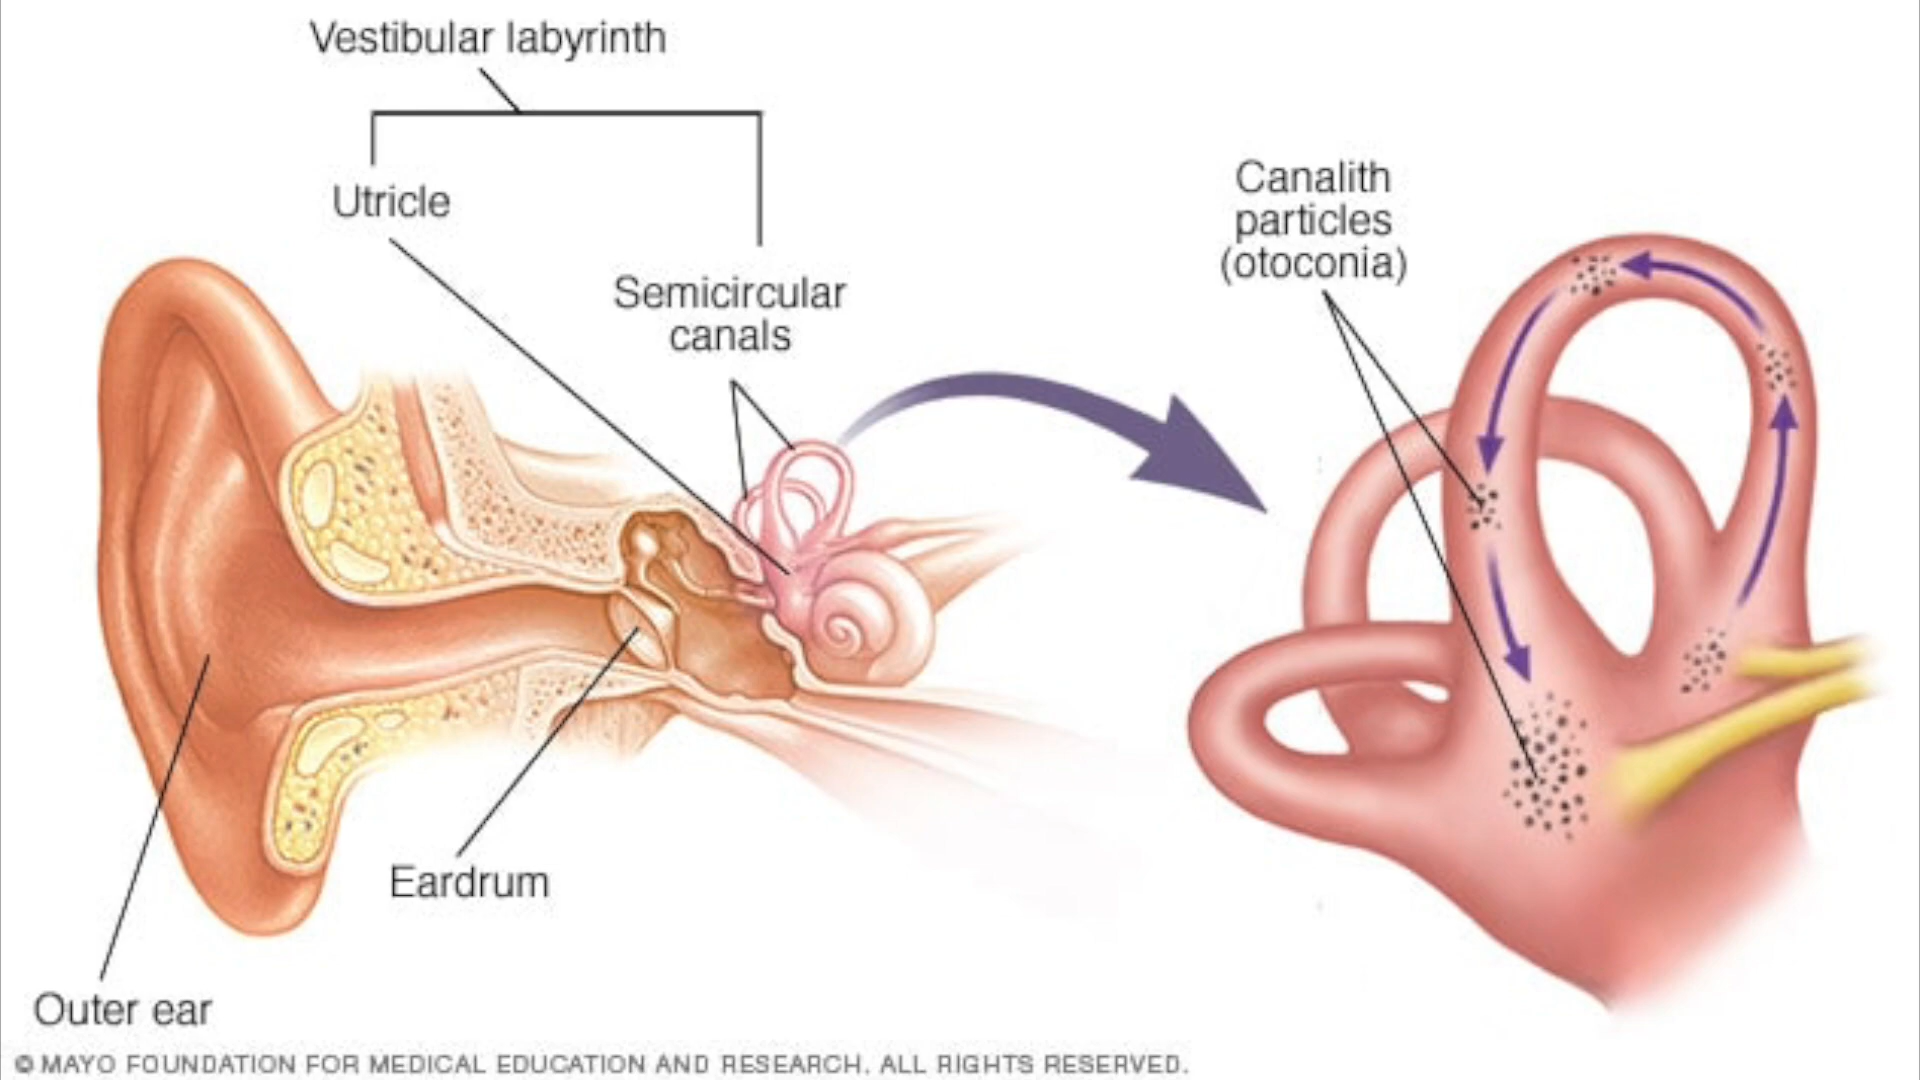 Vestibular labyrinth
Utricle
Semicircular
canals
Canalith
particles
(otoconia)
Eardrum
Outer ear
© MAYO FOUNDATION FOR MEDICAL EDUCATION AND RESEARCH. ALL RIGHTS RESERVED.